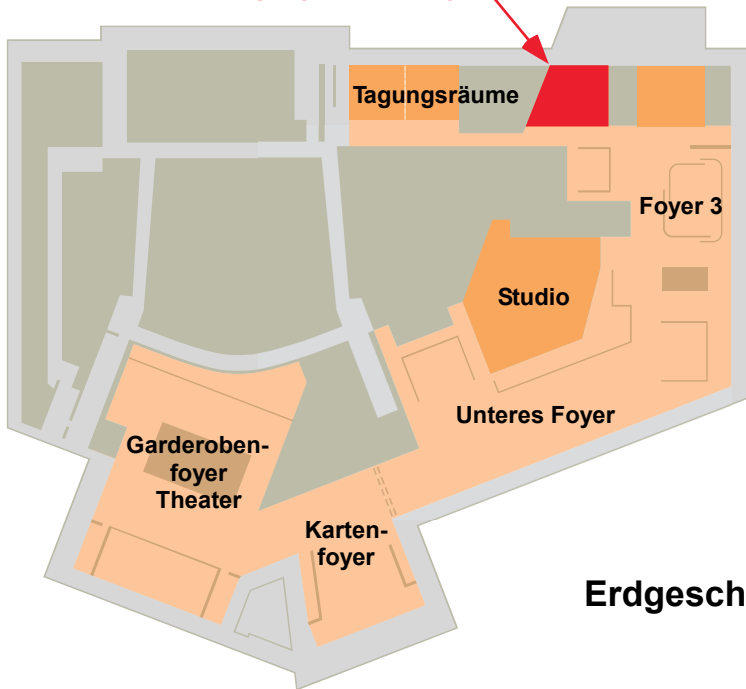 Tagungsräume
Foyer 3
Studio
Unteres Foyer
Garderoben-
foyer
Theater
Karten-
foyer
Erdgesch